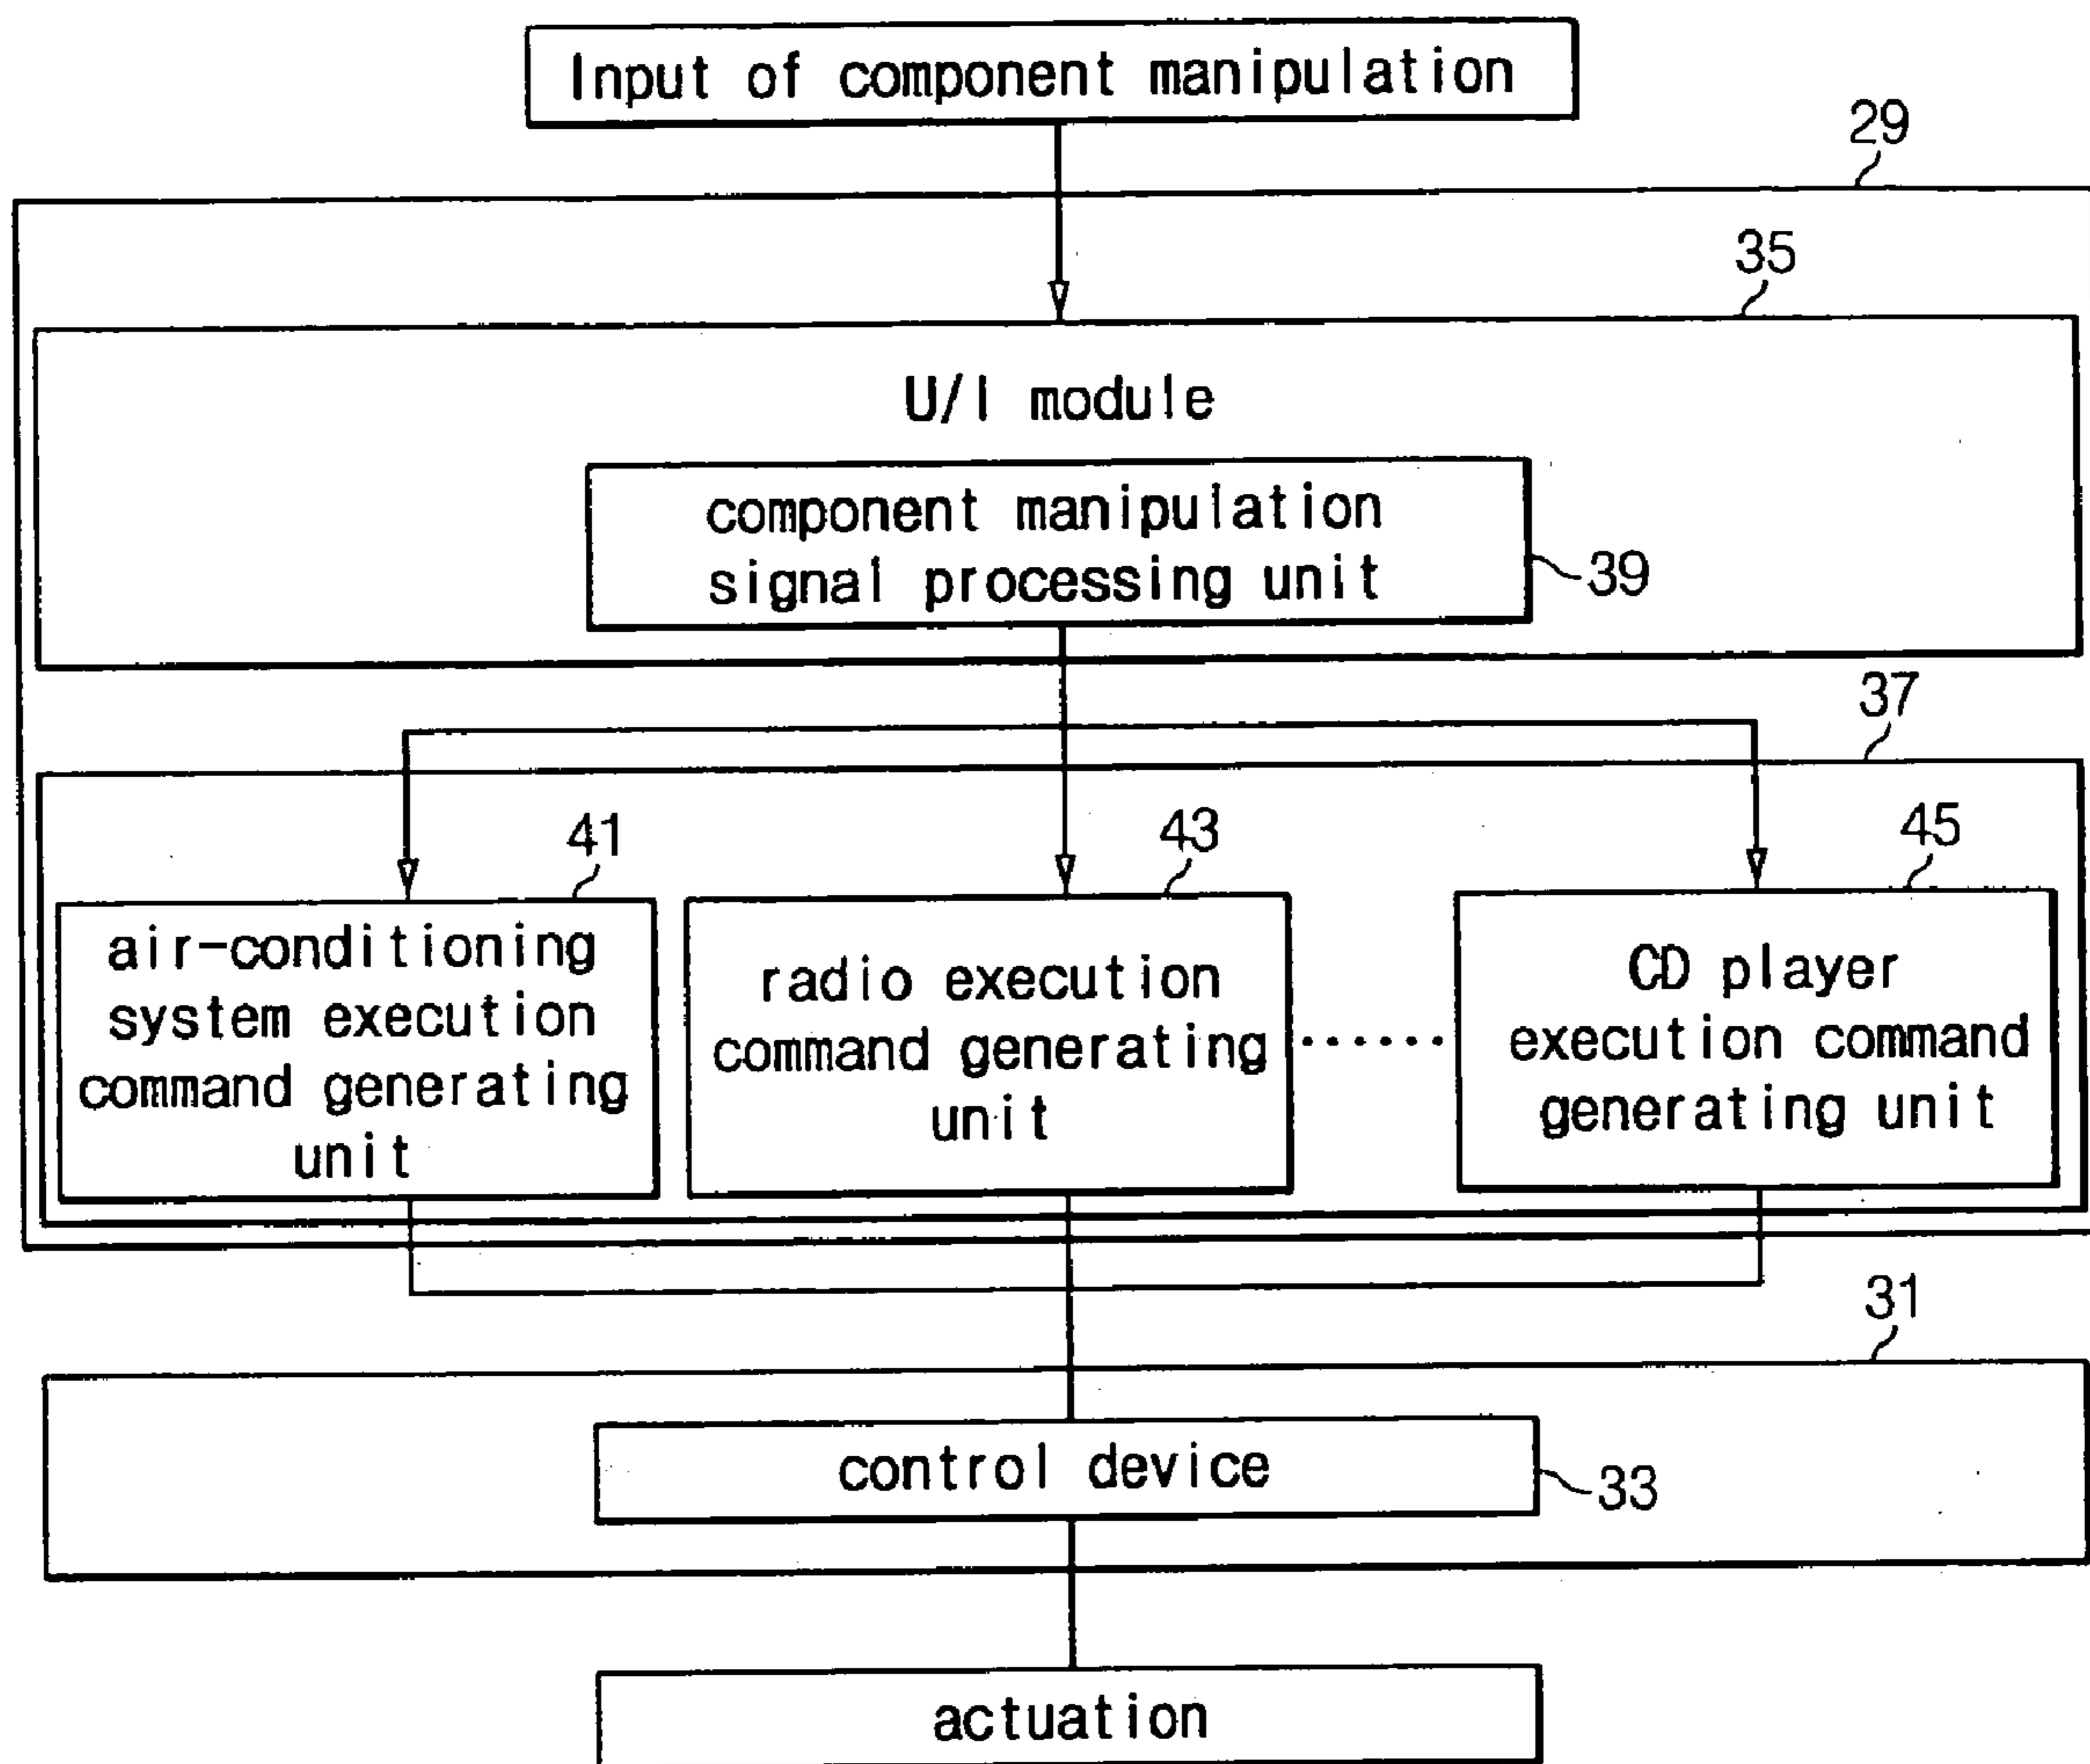 Input of component manipulation
29
35
U/I module
component manipulation
signal processing unit
39
37
41
43
45
air-conditioning
system execution
command generating
unit
radio execution
command generating
unit
......
CD player
execution command
generating unit
31
control device
33
actuation